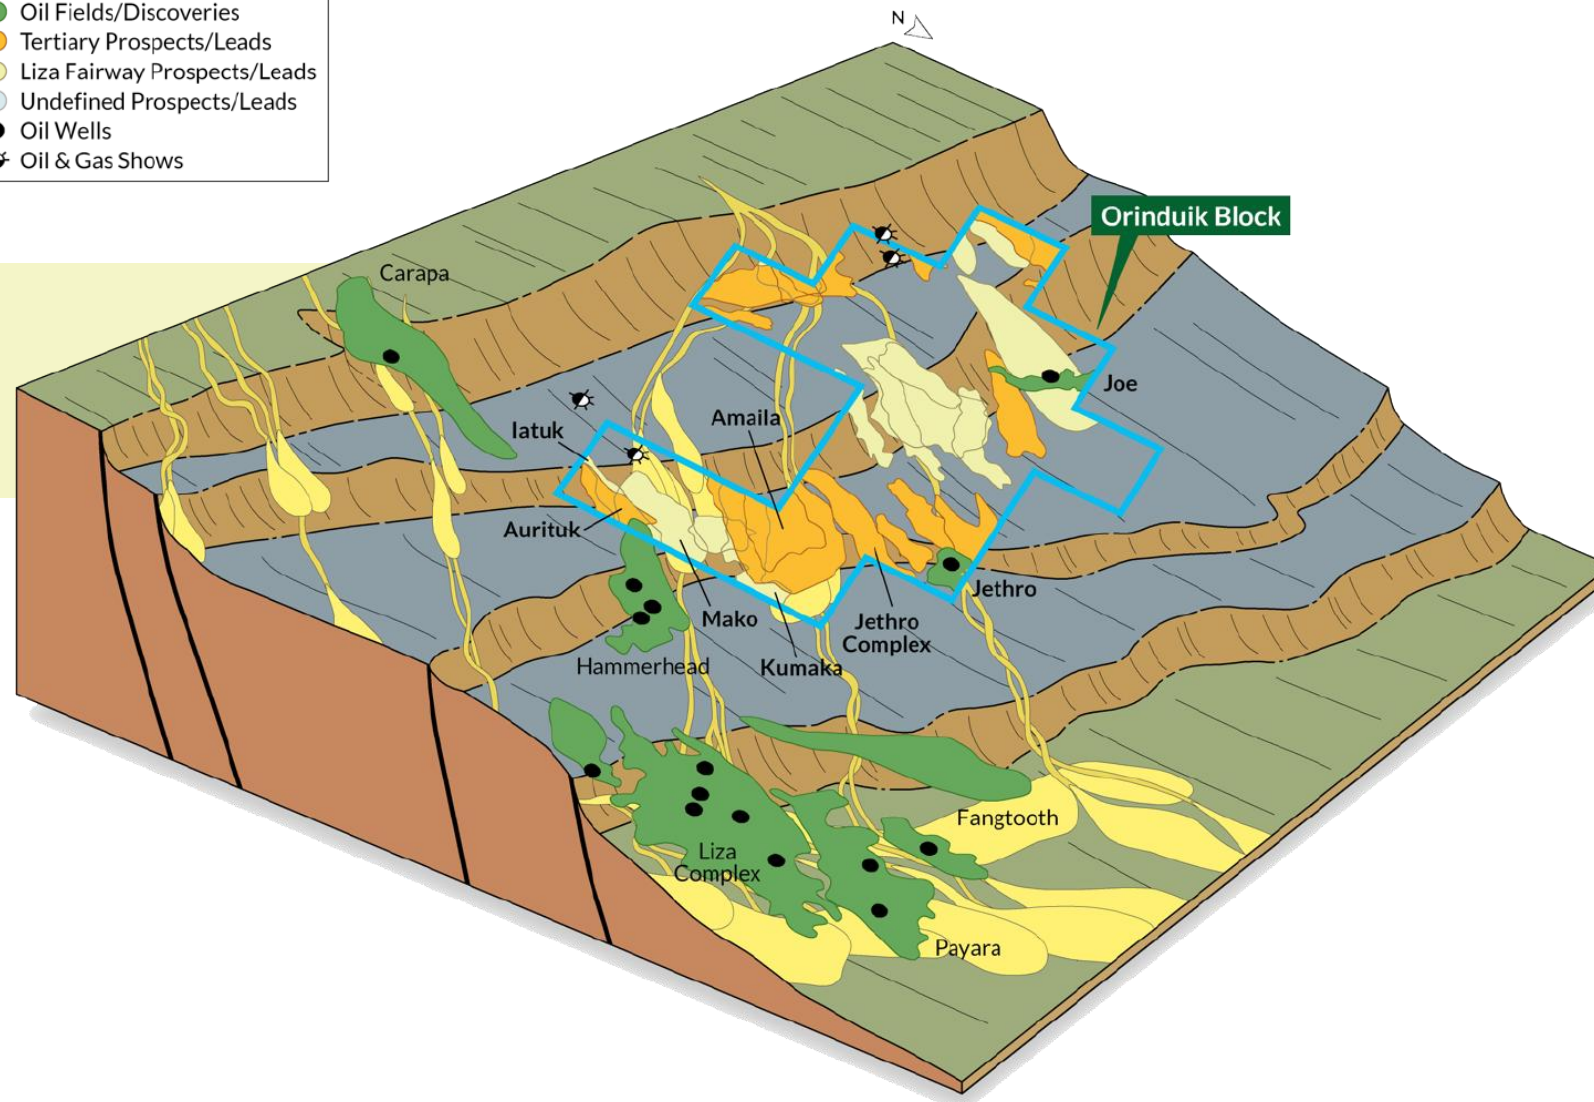 Oil Fields/Discoveries
Tertiary Prospects/Leads
Liza Fairway Prospects/Leads
Undefined Prospects/Leads
Oil Wells
Oil & Gas Shows
N
Orinduik Block
Carapa
Joe
Amaila
Iatuk
Aurituk
Jethro
Mako
Jethro
Complex
Hammerhead
Kumaka
Fangtooth
Liza
Complex
Payara